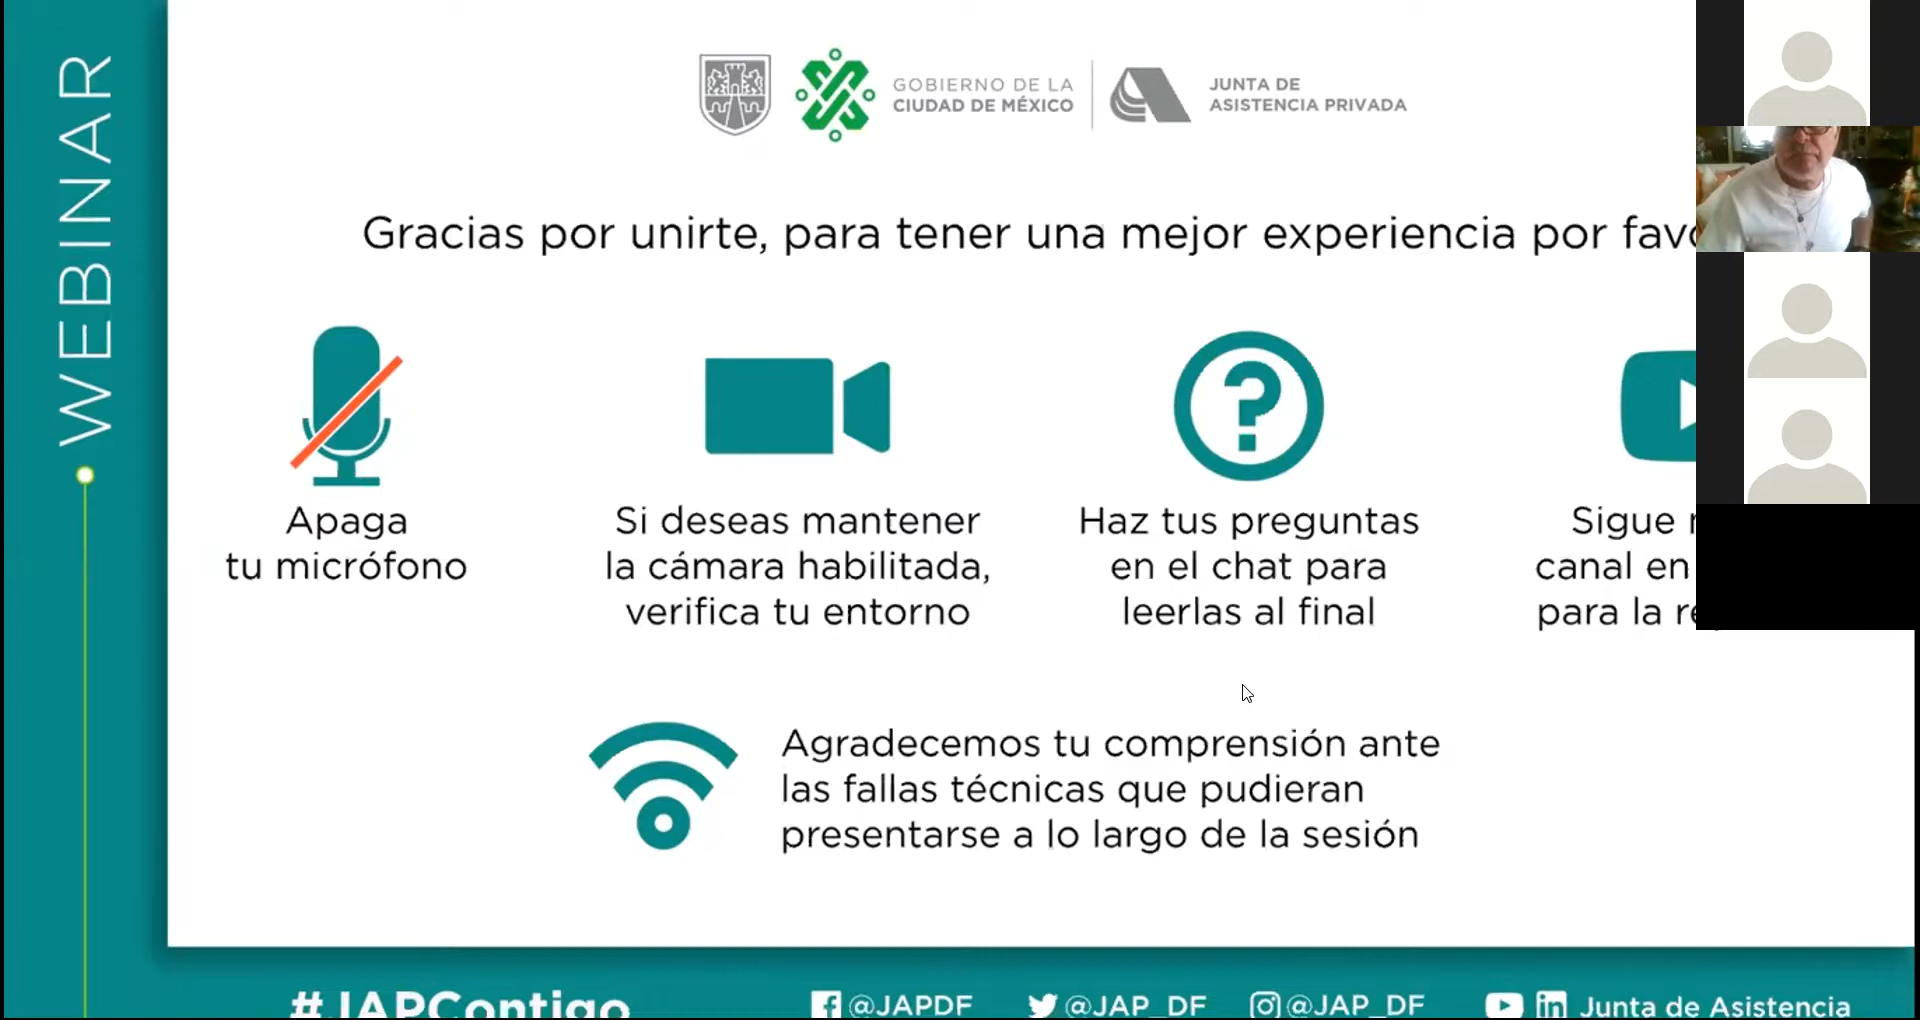 WEBINAR
GOBIERNO DE LA
CIUDAD DE MÉXICO
JUNTA DE
ASISTENCIA PRIVADA
Gracias por unirte, para tener una mejor experiencia por
Apaga
tu micrófono
Si deseas mantener
la cámara habilitada,
verifica tu entorno
Haz tus preguntas
en el chat para
leerlas al final
Sigue
canal en
para la
Agradecemos tu comprensión ante
las fallas técnicas que pudieran
presentarse a lo largo de la sesión
#JAPContigo
@JAPDF
@JAP_DF
@JAP_DF
Junta de Asistencia